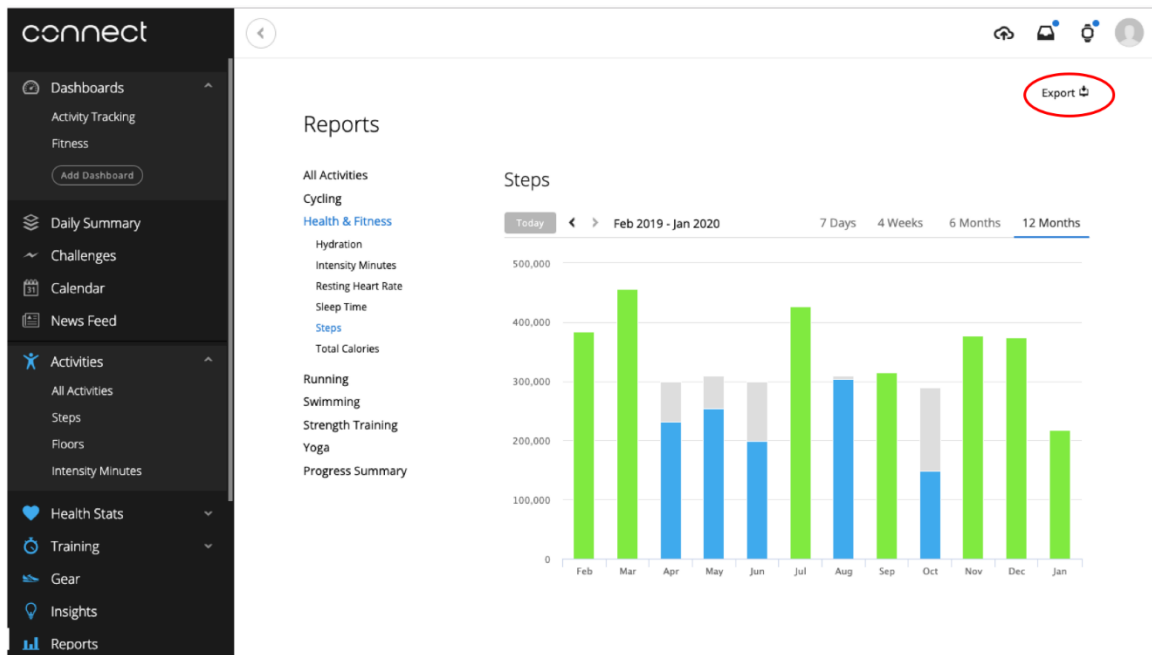 connect
Dashboards
Activity Tracking
Fitness
Add Dashboard
Daily Summary
Challenges
31
Calendar
News Feed
Activities
All Activities
Steps
Floors
Intensity Minutes
Health Stats
Training
Gear
Insights
Reports
Export
Reports
All Activities
Cycling
Health & Fitness
Hydration
Intensity Minutes
Resting Heart Rate
Sleep Time
Steps
Total Calories
Running
Swimming
Strength Training
Yoga
Progress Summary
Steps
Today Feb 2019 - Jan 2020 7 Days 4 Weeks 6 Months 12 Months
500,000
400,000
300,000
200,000
100,000
0
Feb Mar Apr May Jun Jul Aug Sep Oct Nov Dec Jan